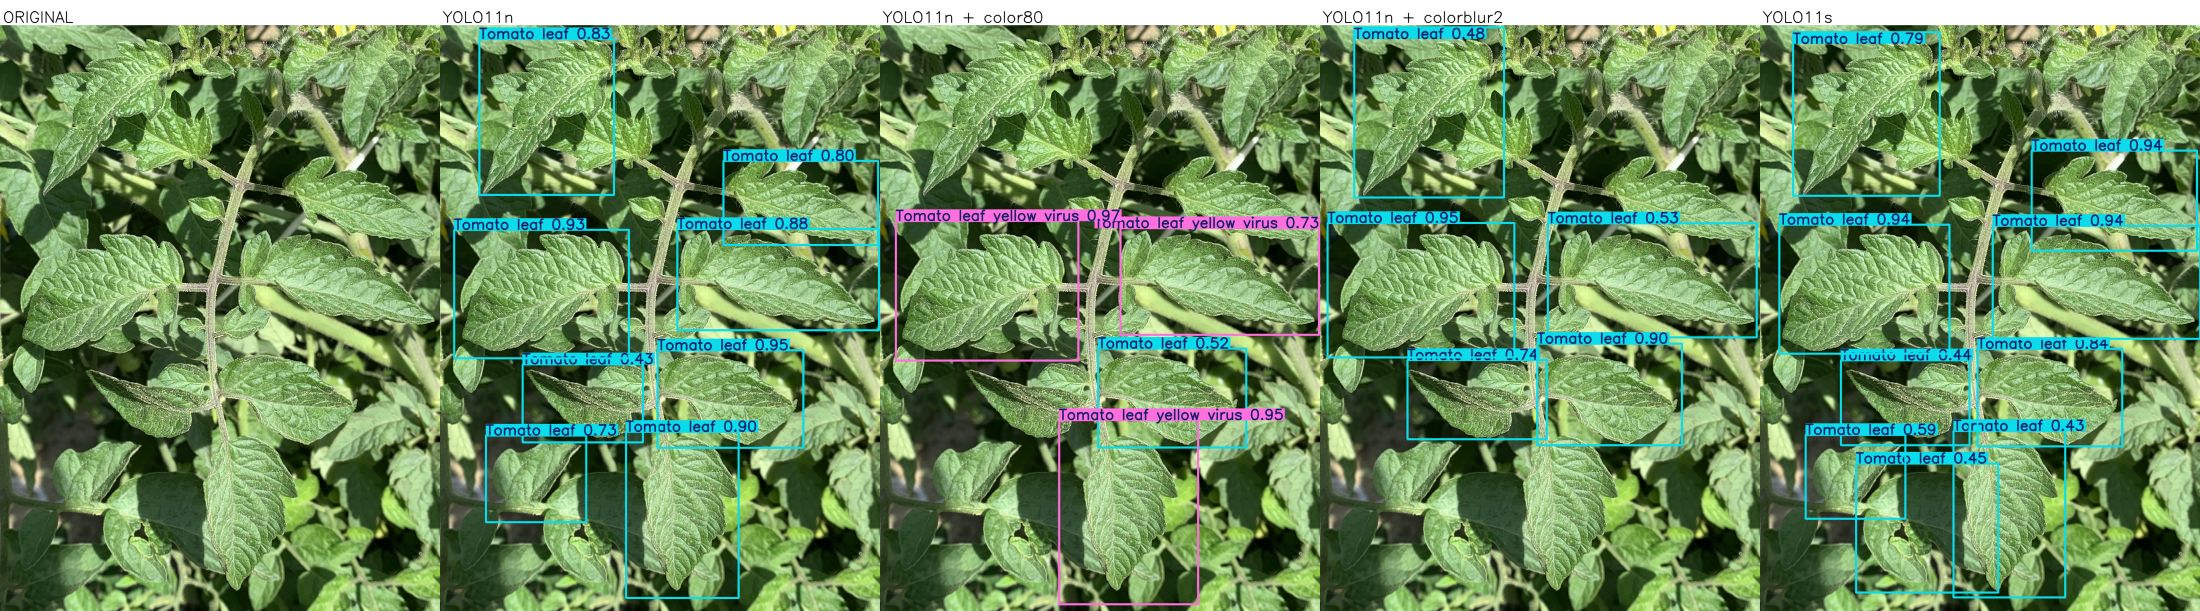 ORIGINAL
YOLO11n
Tomato leaf 0.83
Tomato leaf 0.80
Tomato leaf 0.93
Tomato leaf 0.88
Tomato leaf 0.95
Tomato leaf 0.43
Tomato leaf 0.73
Tomato leaf 0.90
YOLO11n + color80
Tomato leaf yellow virus 0.97
Tomato leaf yellow virus 0.73
Tomato leaf 0.52
Tomato leaf yellow virus 0.95
YOLO11n + colorblur2
Tomato leaf 0.48
Tomato leaf 0.95
Tomato leaf 0.53
Tomato leaf 0.90
Tomato leaf 0.74
YOLO11s
Tomato leaf 0.79
Tomato leaf 0.94
Tomato leaf 0.94
Tomato leaf 0.94
Tomato leaf 0.84
Tomato leaf 0.44
Tomato leaf 0.59
Tomato leaf 0.43
Tomato leaf 0.45